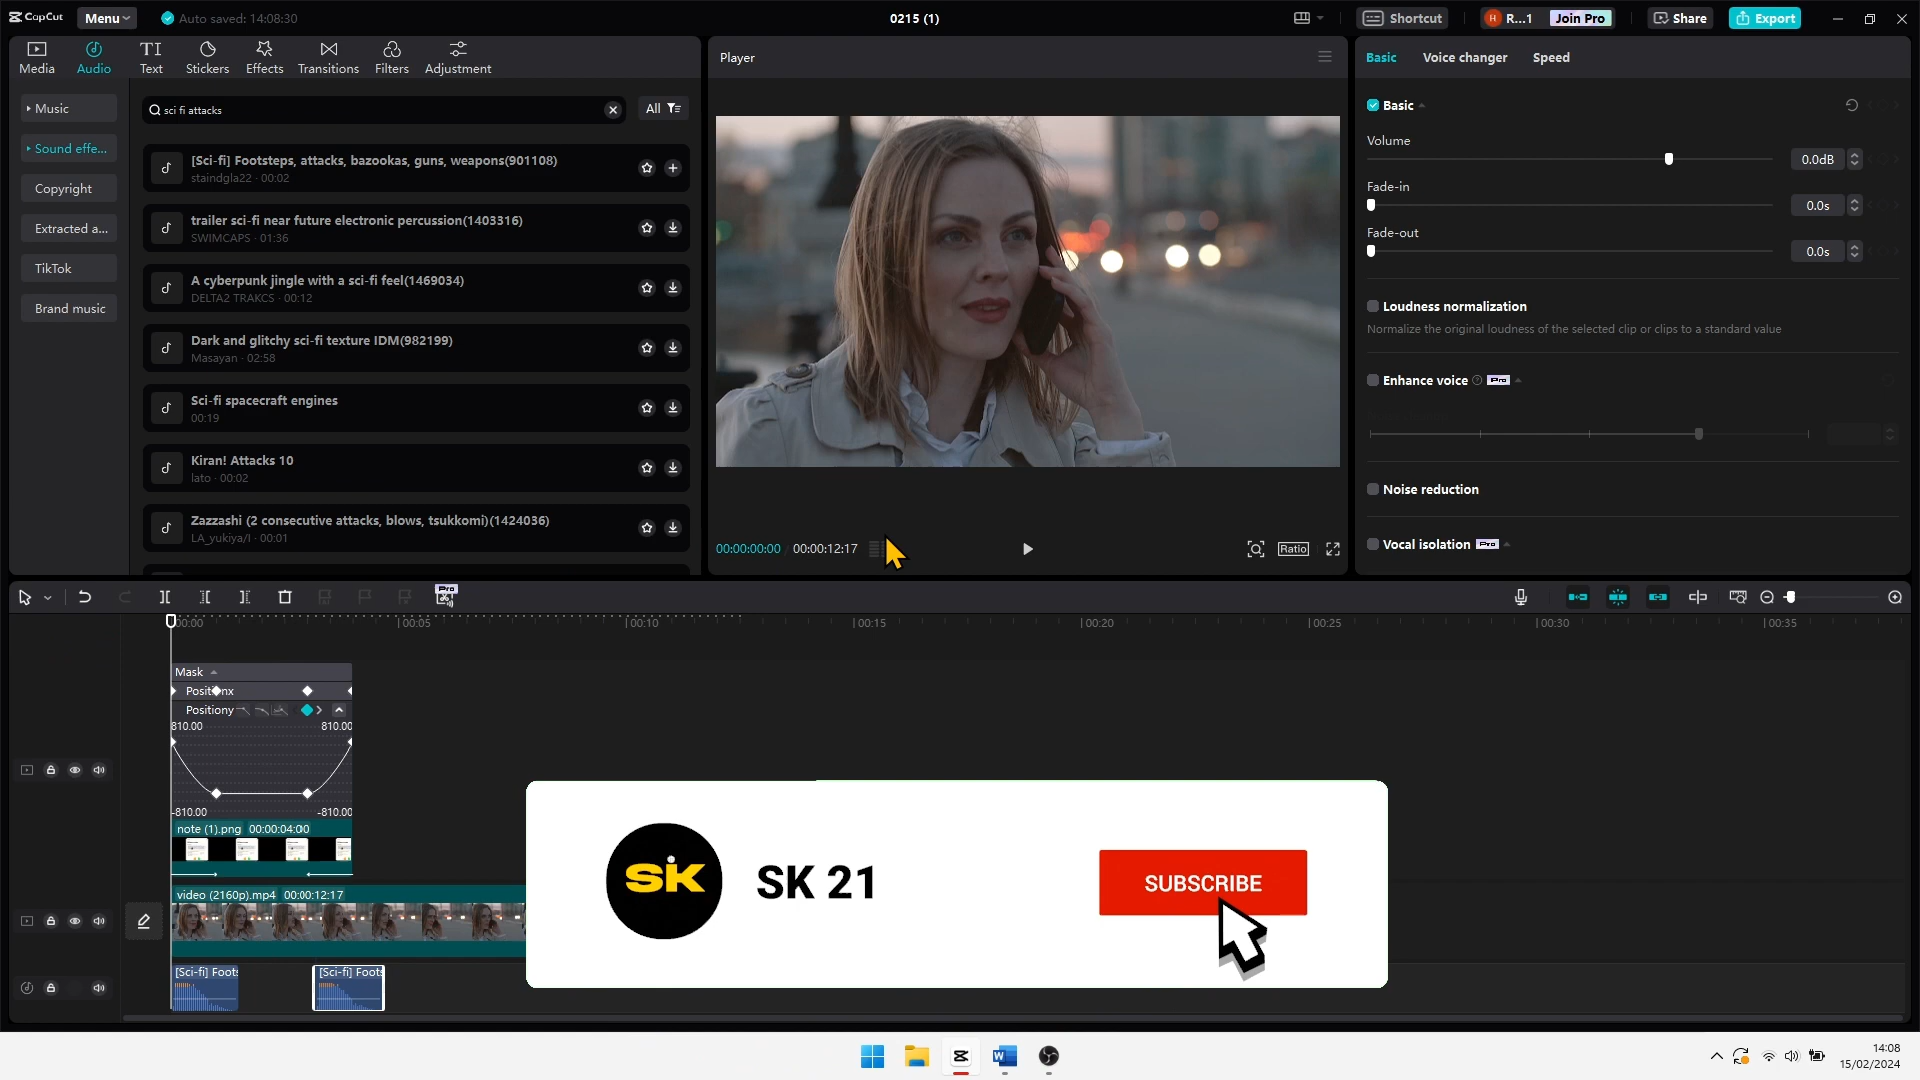 CapCut
Menu
Auto saved: 14:08:30
0215 (1)
Shortcut
H
R...1
Join Pro
Share
Export
Media
Audio
TI
Text
Stickers
Effects
Transitions
Filters
Adjustment
Music
Sound effe...
Copyright
Extracted a...
TikTok
Brand music
sci fi attacks
All
[Sci-fi] Footsteps, attacks, bazookas, guns, weapons(901108)
staindgla22 · 00:02
trailer sci-fi near future electronic percussion(1403316)
SWIMCAPS · 01:36
A cyberpunk jingle with a sci-fi feel(1469034)
DELTA2 TRAKCS · 00:12
Dark and glitchy sci-fi texture IDM(982199)
Masayan · 02:58
Sci-fi spacecraft engines
00:19
Kiran! Attacks 10
lato · 00:02
Zazzashi (2 consecutive attacks, blows, tsukkomi)(1424036)
LA_yukiya/I · 00:01
Player
00:00:00:00
00:00:12:17
Ratio
Basic
Voice changer
Speed
Basic
Volume
0.0dB
Fade-in
0.0s
Fade-out
0.0s
Loudness normalization
Normalize the original loudness of the selected clip or clips to a standard value
Enhance voice
Pro
Noise reduction
Vocal isolation
Pro
Pro
00:00
00:05
00:10
00:15
00:20
00:25
00:30
00:35
Mask
Positionx
Positiony
810.00
810.00
-810.00
-810.00
note (1).png 00:00:04:00
video (2160p).mp4 00:00:12:17
[Sci-fi] Foots
[Sci-fi] Foots
SK
SK 21
SUBSCRIBE
14:08
15/02/2024